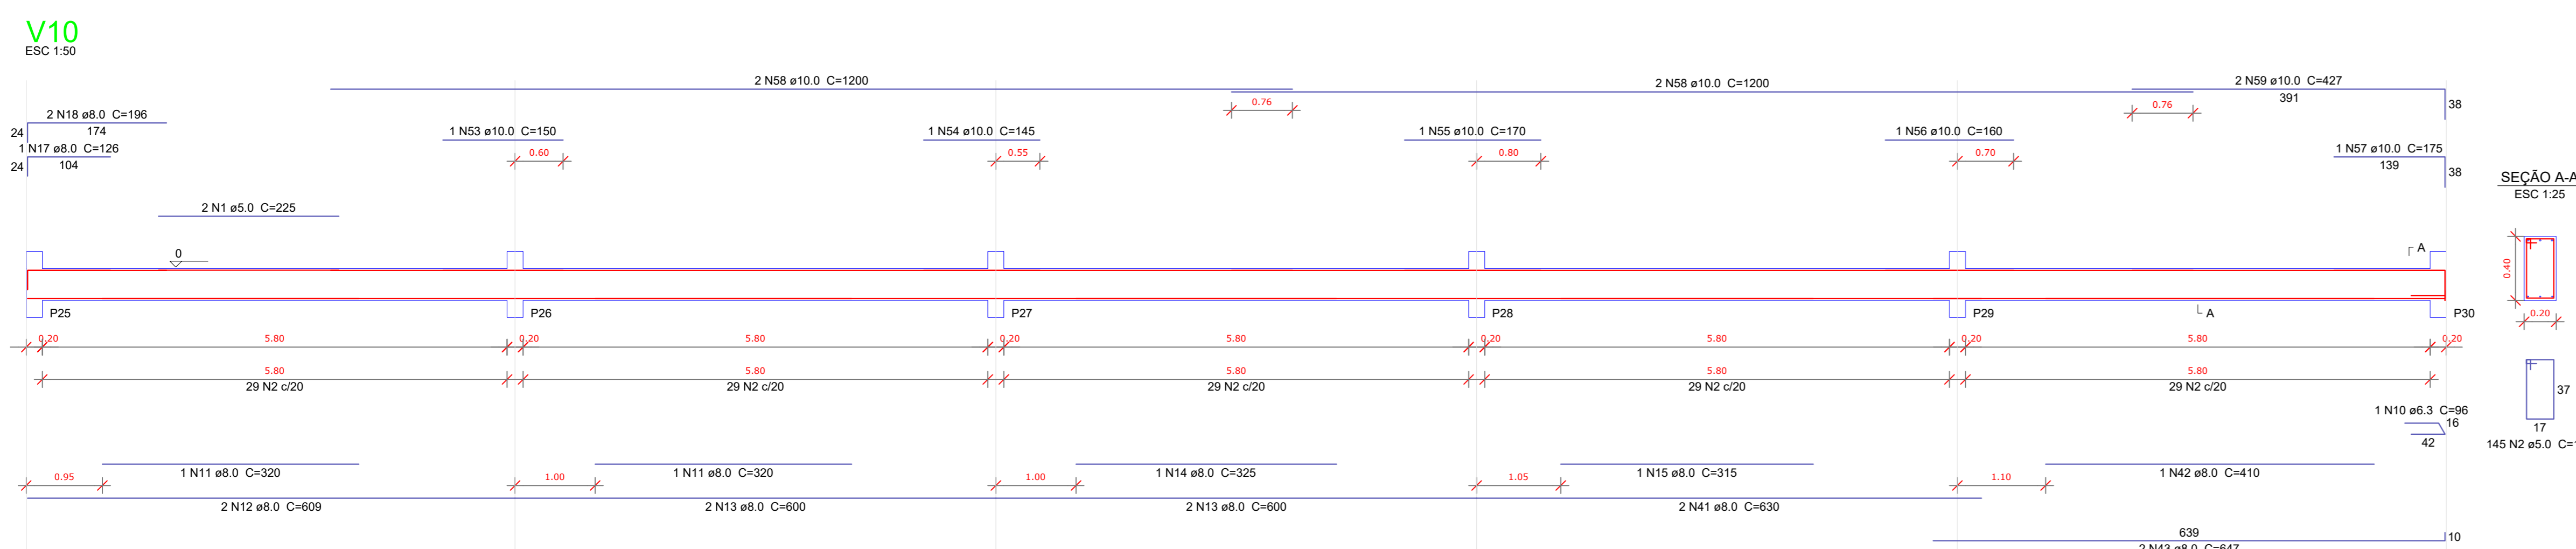 V10
ESC 1:50
2 N58 ø10.0 C=1200
2 N58 ø10.0 C=1200
2 N59 ø10.0 C=427
391
38
0.76
0.76
2 N18 ø8.0 C=196
174
24
1 N53 ø10.0 C=150
1 N54 ø10.0 C=145
1 N55 ø10.0 C=170
1 N56 ø10.0 C=160
1 N17 ø8.0 C=126
104
24
0.60
0.55
0.80
0.70
1 N57 ø10.0 C=175
139
38
SEÇÃO A-A
ESC 1:25
2 N1 ø5.0 C=225
0
A
0.40
0.20
P25
P26
P27
P28
P29
A
P30
0.20
5.80
0.20
5.80
0.20
5.80
0.20
5.80
0.20
5.80
0.20
5.80
5.80
5.80
5.80
5.80
29 N2 c/20
29 N2 c/20
29 N2 c/20
29 N2 c/20
29 N2 c/20
37
17
145 N2 ø5.0
1 N10 ø6.3 C=96
16
42
0.95
1 N11 ø8.0 C=320
1.00
1 N11 ø8.0 C=320
1.00
1 N14 ø8.0 C=325
1.05
1 N15 ø8.0 C=315
1.10
1 N42 ø8.0 C=410
2 N12 ø8.0 C=609
2 N13 ø8.0 C=600
2 N13 ø8.0 C=600
2 N41 ø8.0 C=630
639
10
2 N43 ø8.0 C=647